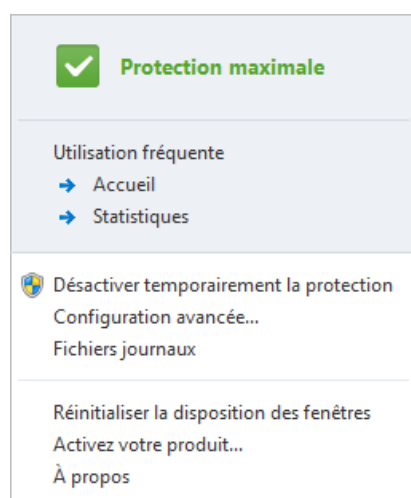 Protection maximale
Utilisation fréquente
Accueil
Statistiques
Désactiver temporairement la protection
Configuration avancée...
Fichiers journaux
Réinitialiser la disposition des fenêtres
Activez votre produit...
À propos